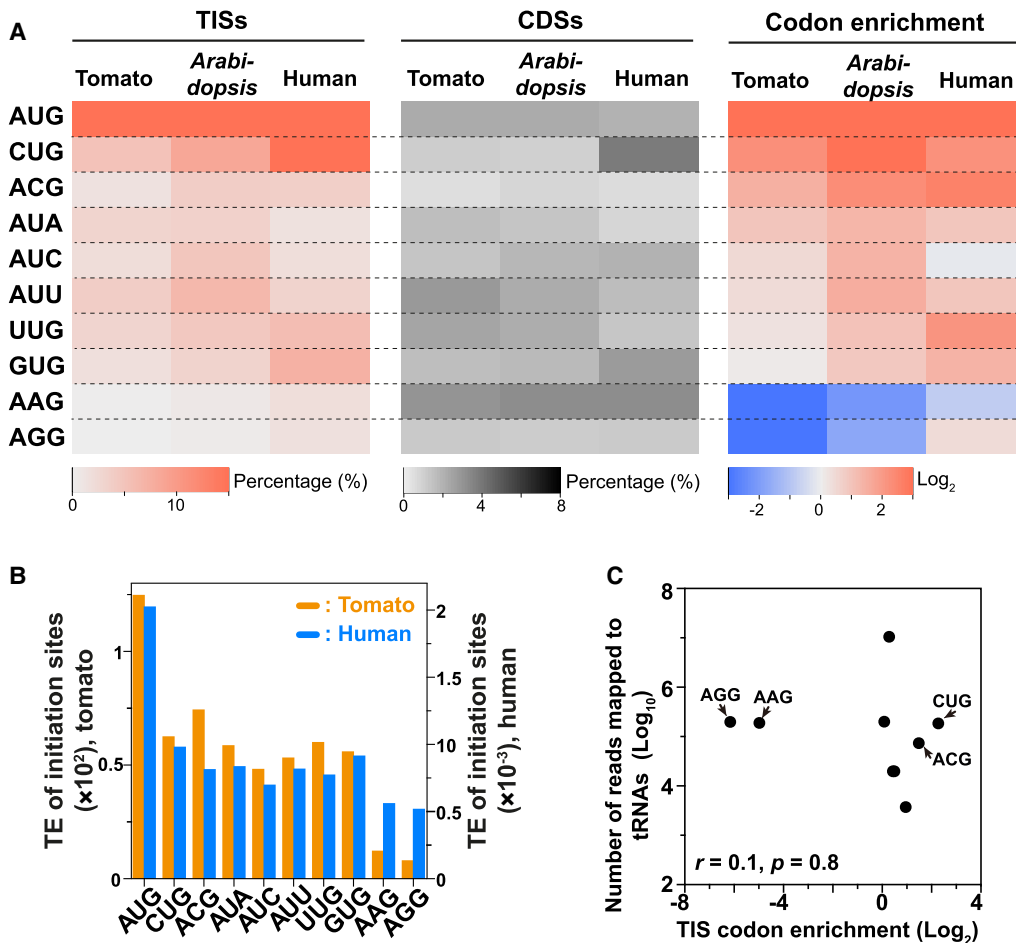 A
TISs
CDSs
Codon enrichment
Tomato
Arabi-
dopsis
Human
Tomato
Arabi-
dopsis
Human
Tomato
Arabi-
dopsis
Human
AUG
CUG
ACG
AUA
AUC
AUU
UUG
GUG
AAG
AGG
0
10
Percentage (%)
0
4
8
Percentage (%)
-2
0
2
Log2
B
TE of initiation sites
(×10²), tomato
1
0.5
0
: Tomato
: Human
2
10
0.5
0
TE of initiation sites
(×10⁻³), human
AUG
CUG
ACG
AUA
AUC
AUU
UUG
GUG
AAG
AGG
C
Number of reads mapped to
tRNAs (Log10)
8
6
4
2
AGG
AAG
CUG
ACG
r = 0.1, p = 0.8
-8
-4
0
4
TIS codon enrichment (Log2)